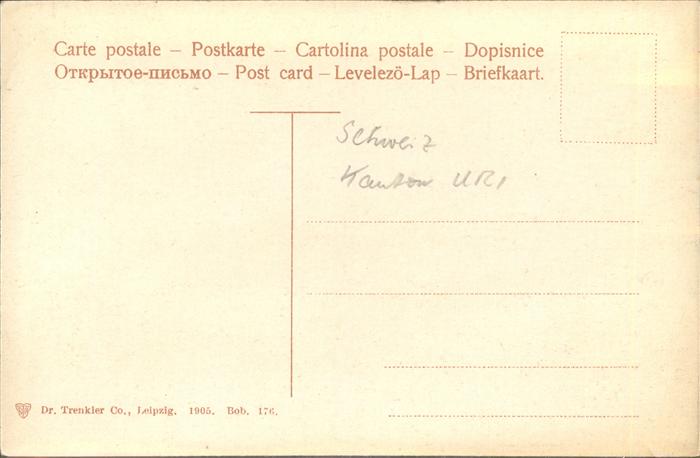 Carte postale – Postkarte – Cartolina postale – Dopisnice
Открытое-письмо – Post card – Levelező-Lap – Briefkaart.
Schweiz
Kanton URI
Dr. Trenkler Co., Leipzig. 1905. Bob. 176.